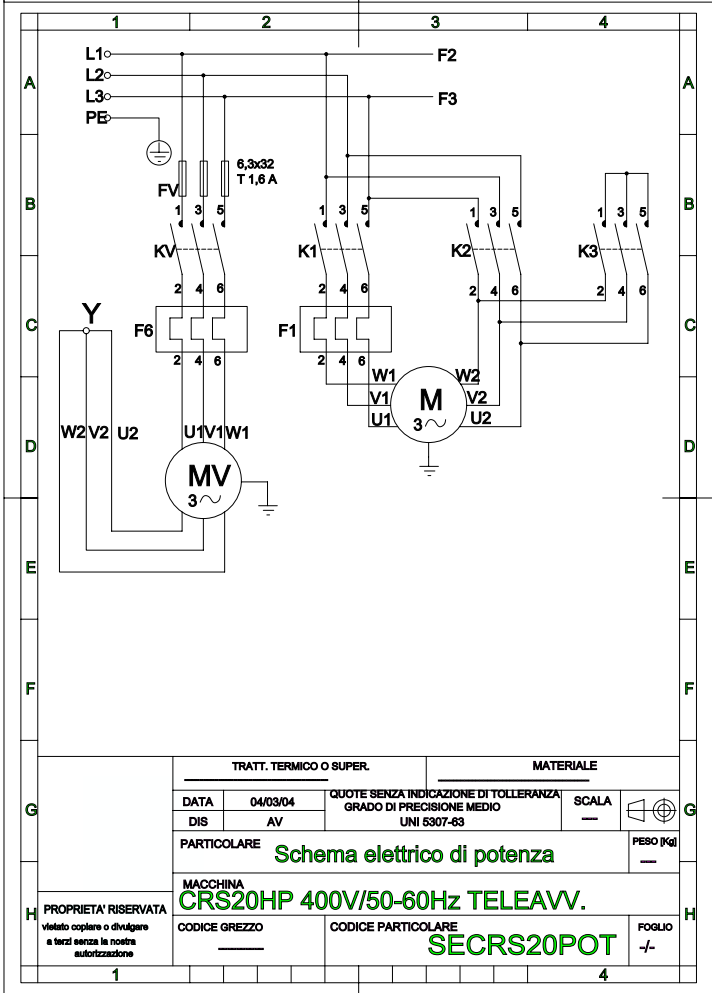 1 2 3 4
A A
L1 F2
L2
L3 F3
PE
6,3x32
T 1,6 A
FV
B B
1 3 5 1 3 5 1 3 5 1 3 5
KV K1 K2 K3
2 4 6 2 4 6 2 4 6 2 4 6
C C
Y
F6 F1
2 4 6 2 4 6
W1 W2
V1 M V2
U1 3 U2
W2 V2 U2 U1 V1 W1
D D
MV
3
E E
F F
TRATT. TERMICO O SUPER. MATERIALE
G G
DATA 04/03/04 QUOTE SENZA INDICAZIONE DI TOLLERANZA SCALA
GRADO DI PRECISIONE MEDIO
DIS AV UNI 5307-63
PARTICOLARE PESO [Kg]
Schema elettrico di potenza
MACCHINA
CRS20HP 400V/50-60Hz TELEAVV.
H H
PROPRIETA' RISERVATA
vietato copiare o divulgare
a terzi senza la nostra
autorizzazione
CODICE GREZZO CODICE PARTICOLARE FOGLIO
SECRS20POT -/-
1 4